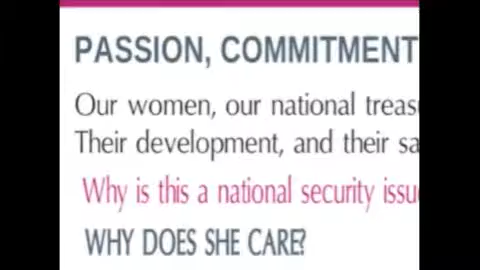 PASSION, COMMITMENT
Our women, our national
Their development, and their
Why is this a national security
WHY DOES SHE CARE?